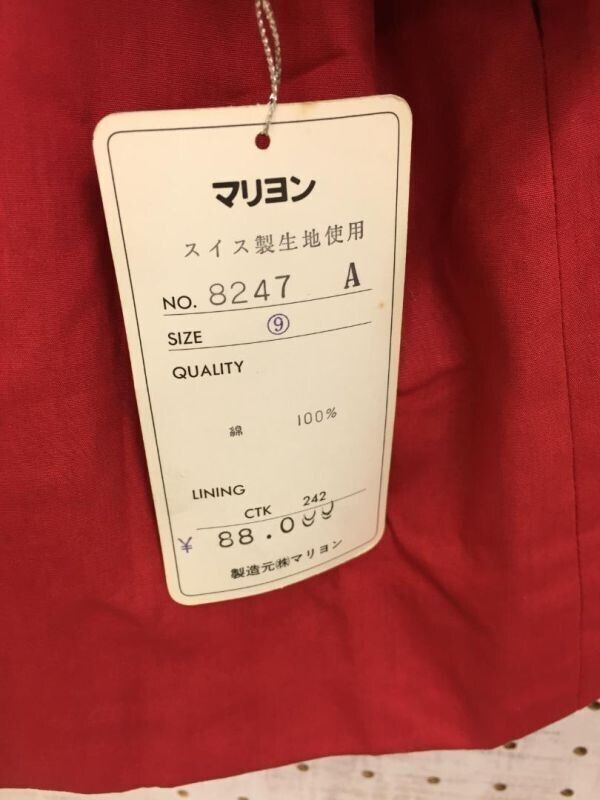 マリヨン
スイス製生地使用
NO. 8247 A
SIZE ⑨
QUALITY
綿 100%
LINING
CTK 242
¥ 88.000
製造元㈱マリヨン